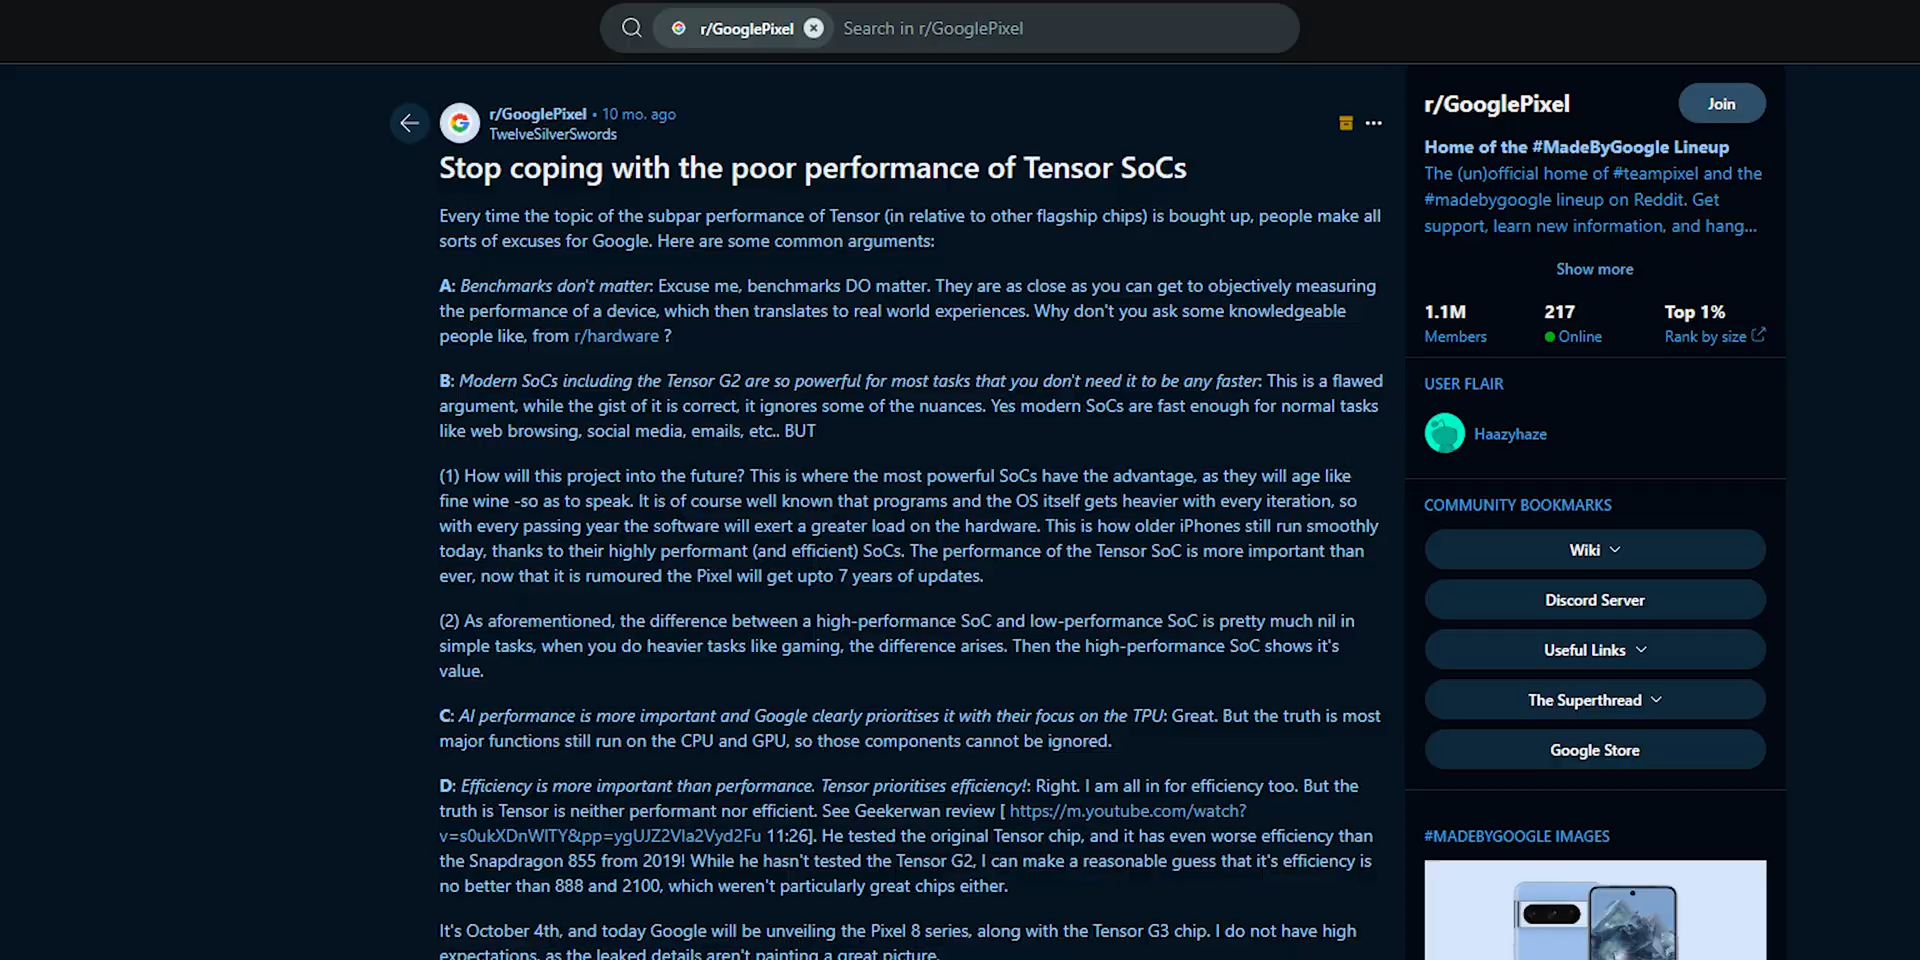 r/GooglePixel
Search in r/GooglePixel
r/GooglePixel • 10 mo. ago
TwelveSilverSwords
Stop coping with the poor performance of Tensor SoCs
Every time the topic of the subpar performance of Tensor (in relative to other flagship chips) is bought up, people make all
sorts of excuses for Google. Here are some common arguments:
A: Benchmarks don't matter: Excuse me, benchmarks DO matter. They are as close as you can get to objectively measuring
the performance of a device, which then translates to real world experiences. Why don't you ask some knowledgeable
people like, from r/hardware ?
B: Modern SoCs including the Tensor G2 are so powerful for most tasks that you don't need it to be any faster: This is a flawed
argument, while the gist of it is correct, it ignores some of the nuances. Yes modern SoCs are fast enough for normal tasks
like web browsing, social media, emails, etc.. BUT
(1) How will this project into the future? This is where the most powerful SoCs have the advantage, as they will age like
fine wine -so as to speak. It is of course well known that programs and the OS itself gets heavier with every iteration, so
with every passing year the software will exert a greater load on the hardware. This is how older iPhones still run smoothly
today, thanks to their highly performant (and efficient) SoCs. The performance of the Tensor SoC is more important than
ever, now that it is rumoured the Pixel will get upto 7 years of updates.
(2) As aforementioned, the difference between a high-performance SoC and low-performance SoC is pretty much nil in
simple tasks, when you do heavier tasks like gaming, the difference arises. Then the high-performance SoC shows it's
value.
C: AI performance is more important and Google clearly prioritises it with their focus on the TPU: Great. But the truth is most
major functions still run on the CPU and GPU, so those components cannot be ignored.
D: Efficiency is more important than performance. Tensor prioritises efficiency!: Right. I am all in for efficiency too. But the
truth is Tensor is neither performant nor efficient. See Geekerwan review [ https://m.youtube.com/watch?
v=s0ukXDnWlTY&pp=ygUJZ2Vla2Vyd2Fu 11:26]. He tested the original Tensor chip, and it has even worse efficiency than
the Snapdragon 855 from 2019! While he hasn't tested the Tensor G2, I can make a reasonable guess that it's efficiency is
no better than 888 and 2100, which weren't particularly great chips either.
It's October 4th, and today Google will be unveiling the Pixel 8 series, along with the Tensor G3 chip. I do not have high
expectations, as the leaked details aren't painting a great picture.
r/GooglePixel
Join
Home of the #MadeByGoogle Lineup
The (un)official home of #teampixel and the
#madebygoogle lineup on Reddit. Get
support, learn new information, and hang...
Show more
1.1M 217 Top 1%
Members Online Rank by size
USER FLAIR
Haazyhaze
COMMUNITY BOOKMARKS
Wiki
Discord Server
Useful Links
The Superthread
Google Store
#MADEBYGOOGLE IMAGES